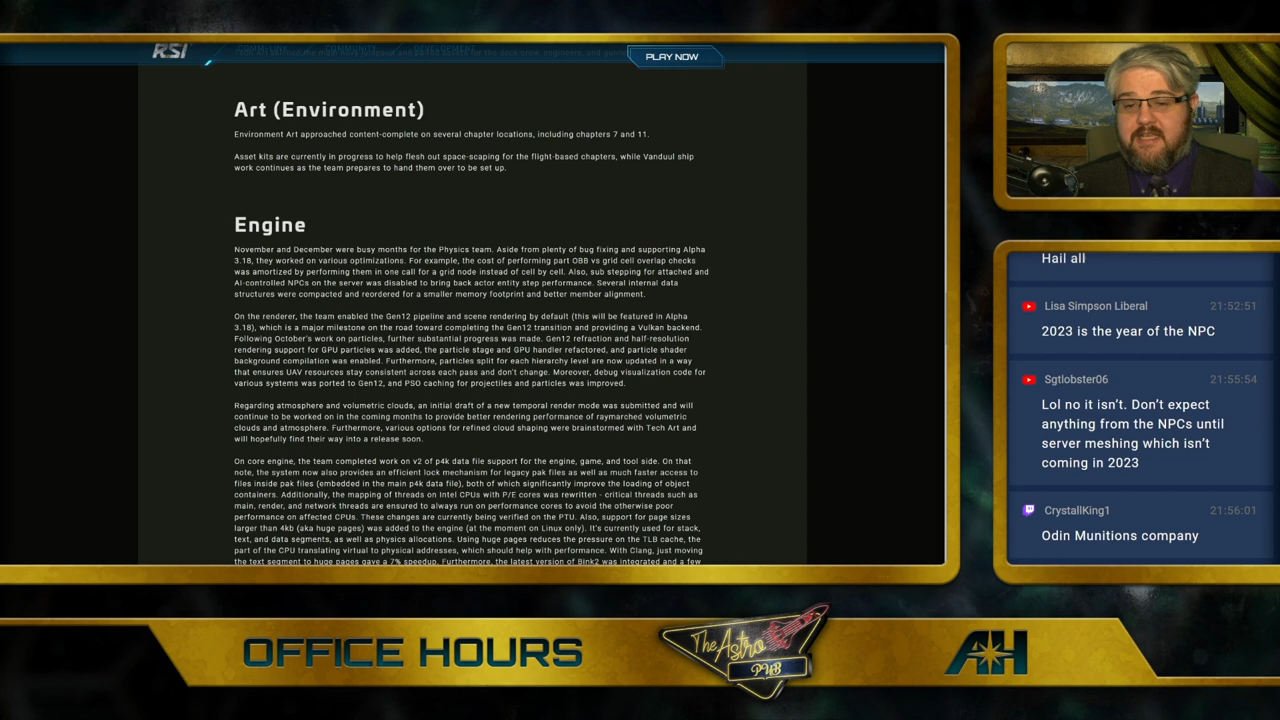 RSI
COMM-LINK
COMMUNITY
DEVELOPMENT
PLAY NOW
Art (Environment)
Environment Art approached content-complete on several chapter locations, including chapters 7 and 11.
Asset kits are currently in progress to help flesh out space-scaping for the flight-based chapters, while Vanduul ship
work continues as the team prepares to hand them over to be set up.
Engine
November and December were busy months for the Physics team. Aside from plenty of bug fixing and supporting Alpha
3.18, they worked on various optimizations. For example, the cost of performing part OBB vs grid cell overlap checks
was amortized by performing them in one call for a grid node instead of cell by cell. Also, sub stepping for attached and
AI-controlled NPCs on the server was disabled to bring back actor entity step performance. Several internal data
structures were compacted and reordered for a smaller memory footprint and better member alignment.
On the renderer, the team enabled the Gen12 pipeline and scene rendering by default (this will be featured in Alpha
3.18), which is a major milestone on the road toward completing the Gen12 transition and providing a Vulkan backend.
Following October's work on particles, further substantial progress was made. Gen12 refraction and half-resolution
rendering support for GPU particles was added, the particle stage and GPU handler refactored, and particle shader
background compilation was enabled. Furthermore, particles split for each hierarchy level are now updated in a way
that ensures UAV resources stay consistent across each pass and don't change. Moreover, debug visualization code for
various systems was ported to Gen12, and PSO caching for projectiles and particles was improved.
Regarding atmosphere and volumetric clouds, an initial draft of a new temporal render mode was submitted and will
continue to be worked on in the coming months to provide better rendering performance of raymarched volumetric
clouds and atmosphere. Furthermore, various options for refined cloud shaping were brainstormed with Tech Art and
will hopefully find their way into a release soon.
On core engine, the team completed work on v2 of p4k data file support for the engine, game, and tool side. On that
note, the system now also provides an efficient lock mechanism for legacy pak files as well as much faster access to
files inside pak files (embedded in the main p4k data file), both of which significantly improve the loading of object
containers. Additionally, the mapping of threads on Intel CPUs with P/E cores was rewritten - critical threads such as
main, render, and network threads are ensured to always run on performance cores to avoid the otherwise poor
performance on affected CPUs. These changes are currently being verified on the PTU. Also, support for page sizes
larger than 4kb (aka huge pages) was added to the engine (at the moment on Linux only). It's currently used for stack,
text, and data segments, as well as physics allocations. Using huge pages reduces the pressure on the TLB cache, the
part of the CPU translating virtual to physical addresses, which should help with performance. With Clang, just moving
the text segment to huge pages gave a 7% speedup. Furthermore, the latest version of Bink2 was integrated and a few
Hail all
Lisa Simpson Liberal 21:52:51
2023 is the year of the NPC
Sgtlobster06 21:55:54
Lol no it isn't. Don't expect
anything from the NPCs until
server meshing which isn't
coming in 2023
CrystallKing1 21:56:01
Odin Munitions company
OFFICE HOURS
The Astro
PUB
AH